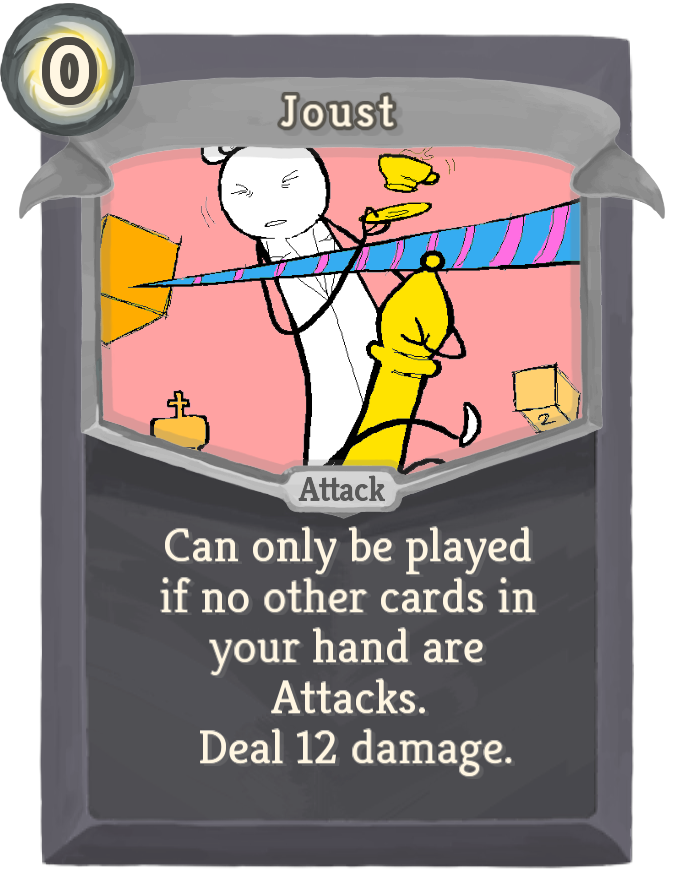 0
Joust
2
Attack
Can only be played
if no other cards in
your hand are
Attacks.
Deal 12 damage.